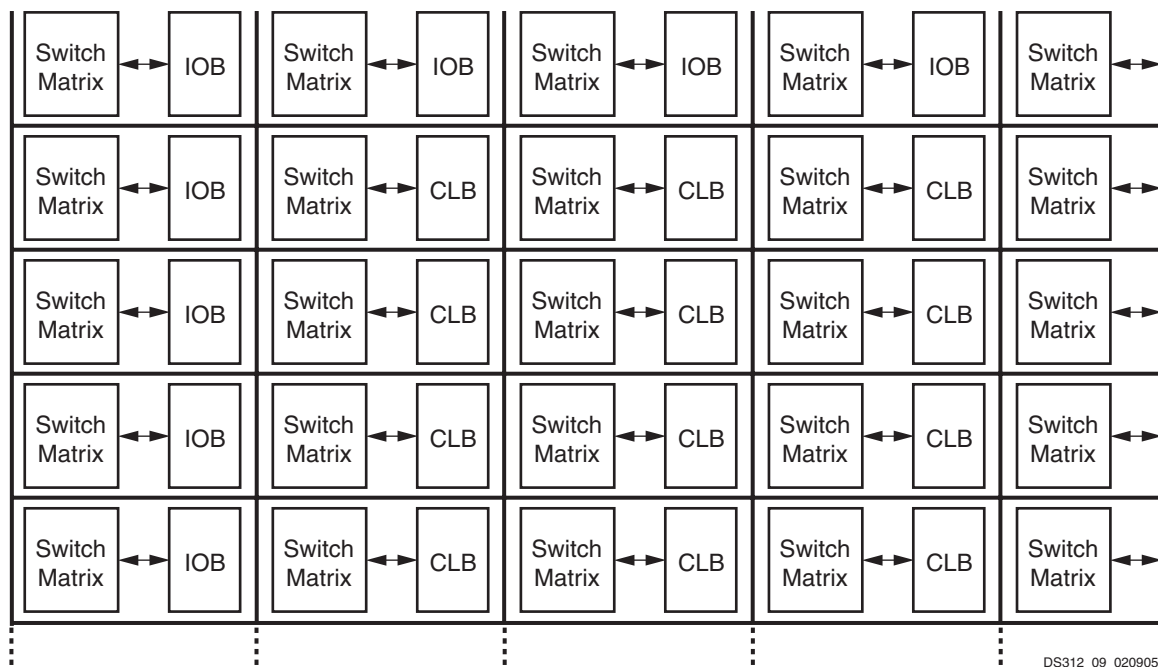 Switch
Matrix
IOB
Switch
Matrix
IOB
Switch
Matrix
IOB
Switch
Matrix
IOB
Switch
Matrix
Switch
Matrix
IOB
Switch
Matrix
CLB
Switch
Matrix
CLB
Switch
Matrix
CLB
Switch
Matrix
Switch
Matrix
IOB
Switch
Matrix
CLB
Switch
Matrix
CLB
Switch
Matrix
CLB
Switch
Matrix
Switch
Matrix
IOB
Switch
Matrix
CLB
Switch
Matrix
CLB
Switch
Matrix
CLB
Switch
Matrix
Switch
Matrix
IOB
Switch
Matrix
CLB
Switch
Matrix
CLB
Switch
Matrix
CLB
Switch
Matrix
DS312_09_020905